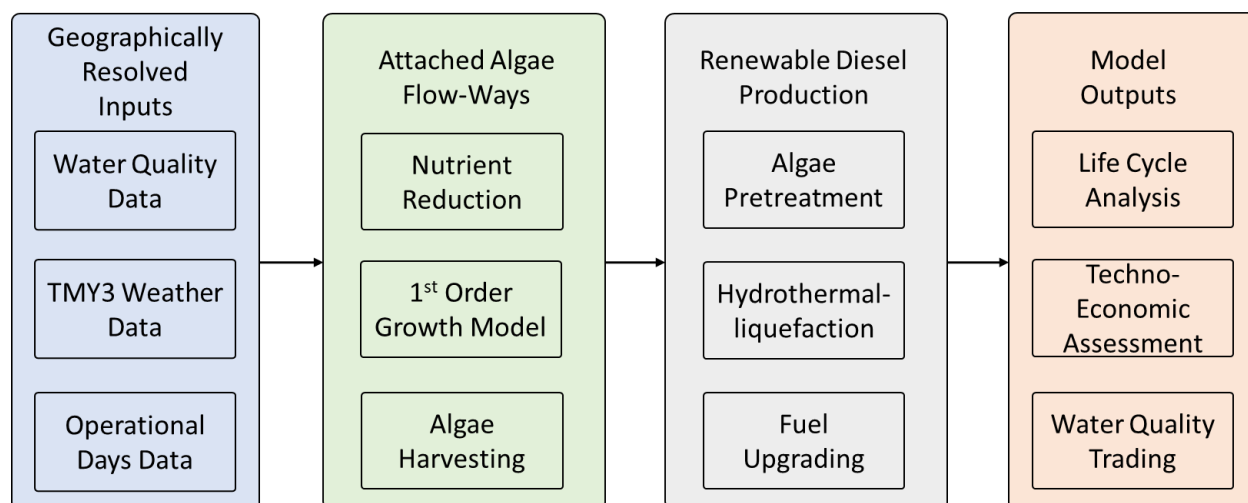 Geographically
Resolved
Inputs
Water Quality
Data
TMY3 Weather
Data
Operational
Days Data
Attached Algae
Flow-Ways
Nutrient
Reduction
1st Order
Growth Model
Algae
Harvesting
Renewable Diesel
Production
Algae
Pretreatment
Hydrothermal-
liquefaction
Fuel
Upgrading
Model
Outputs
Life Cycle
Analysis
Techno-
Economic
Assessment
Water Quality
Trading